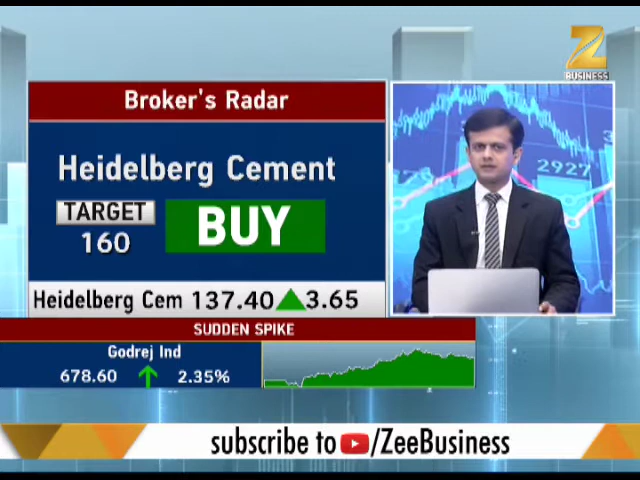 Z
BUSINESS
Broker's Radar
Heidelberg Cement
TARGET
160
BUY
2927
Heidelberg Cem 137.40 3.65
SUDDEN SPIKE
Godrej Ind
678.60 2.35%
subscribe to /ZeeBusiness